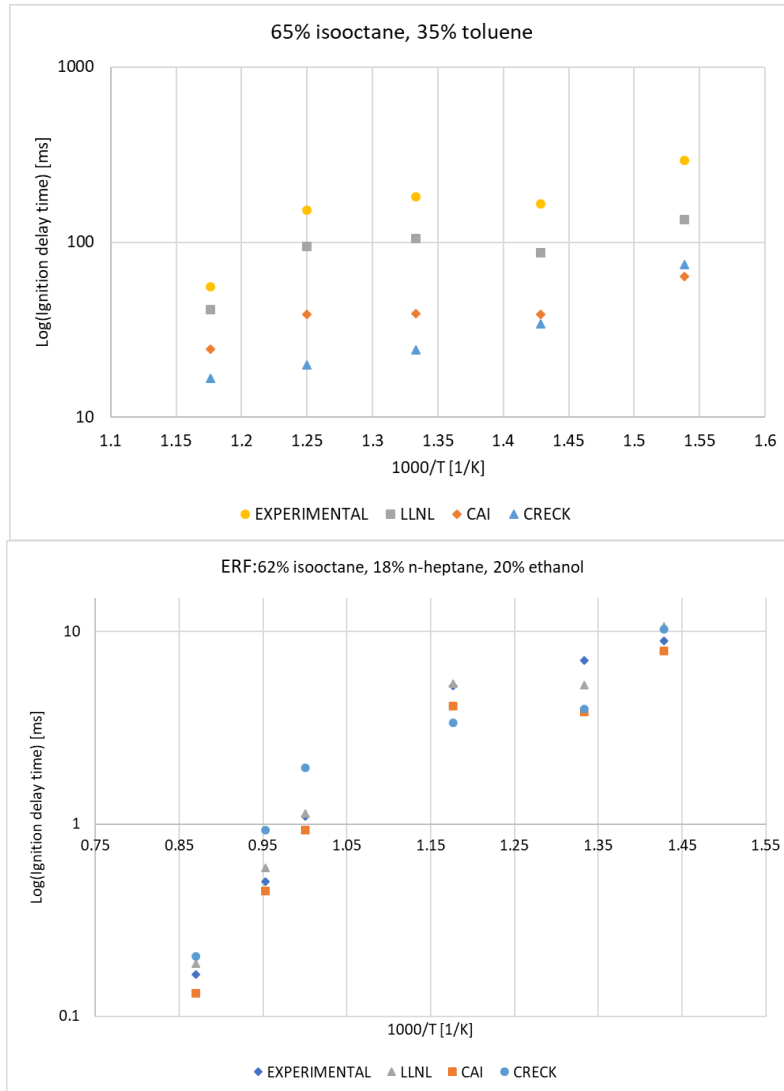 65% isooctane, 35% toluene
1000
100
10
Log(Ignition delay time) [ms]
1.1 1.15 1.2 1.25 1.3 1.35 1.4 1.45 1.5 1.55 1.6
1000/T [1/K]
EXPERIMENTAL LLNL CAI CRECK
ERF:62% isooctane, 18% n-heptane, 20% ethanol
10
1
0.1
Log(Ignition delay time) [ms]
0.75 0.85 0.95 1.05 1.15 1.25 1.35 1.45 1.55
1000/T [1/K]
EXPERIMENTAL LLNL CAI CRECK